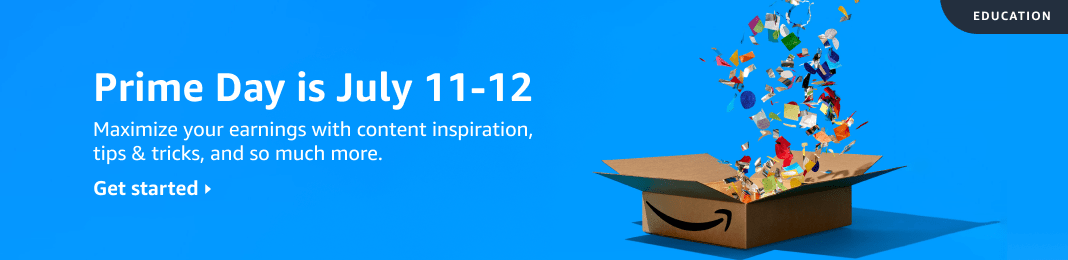 EDUCATION
Prime Day is July 11-12
Maximize your earnings with content inspiration,
tips & tricks, and so much more.
Get started